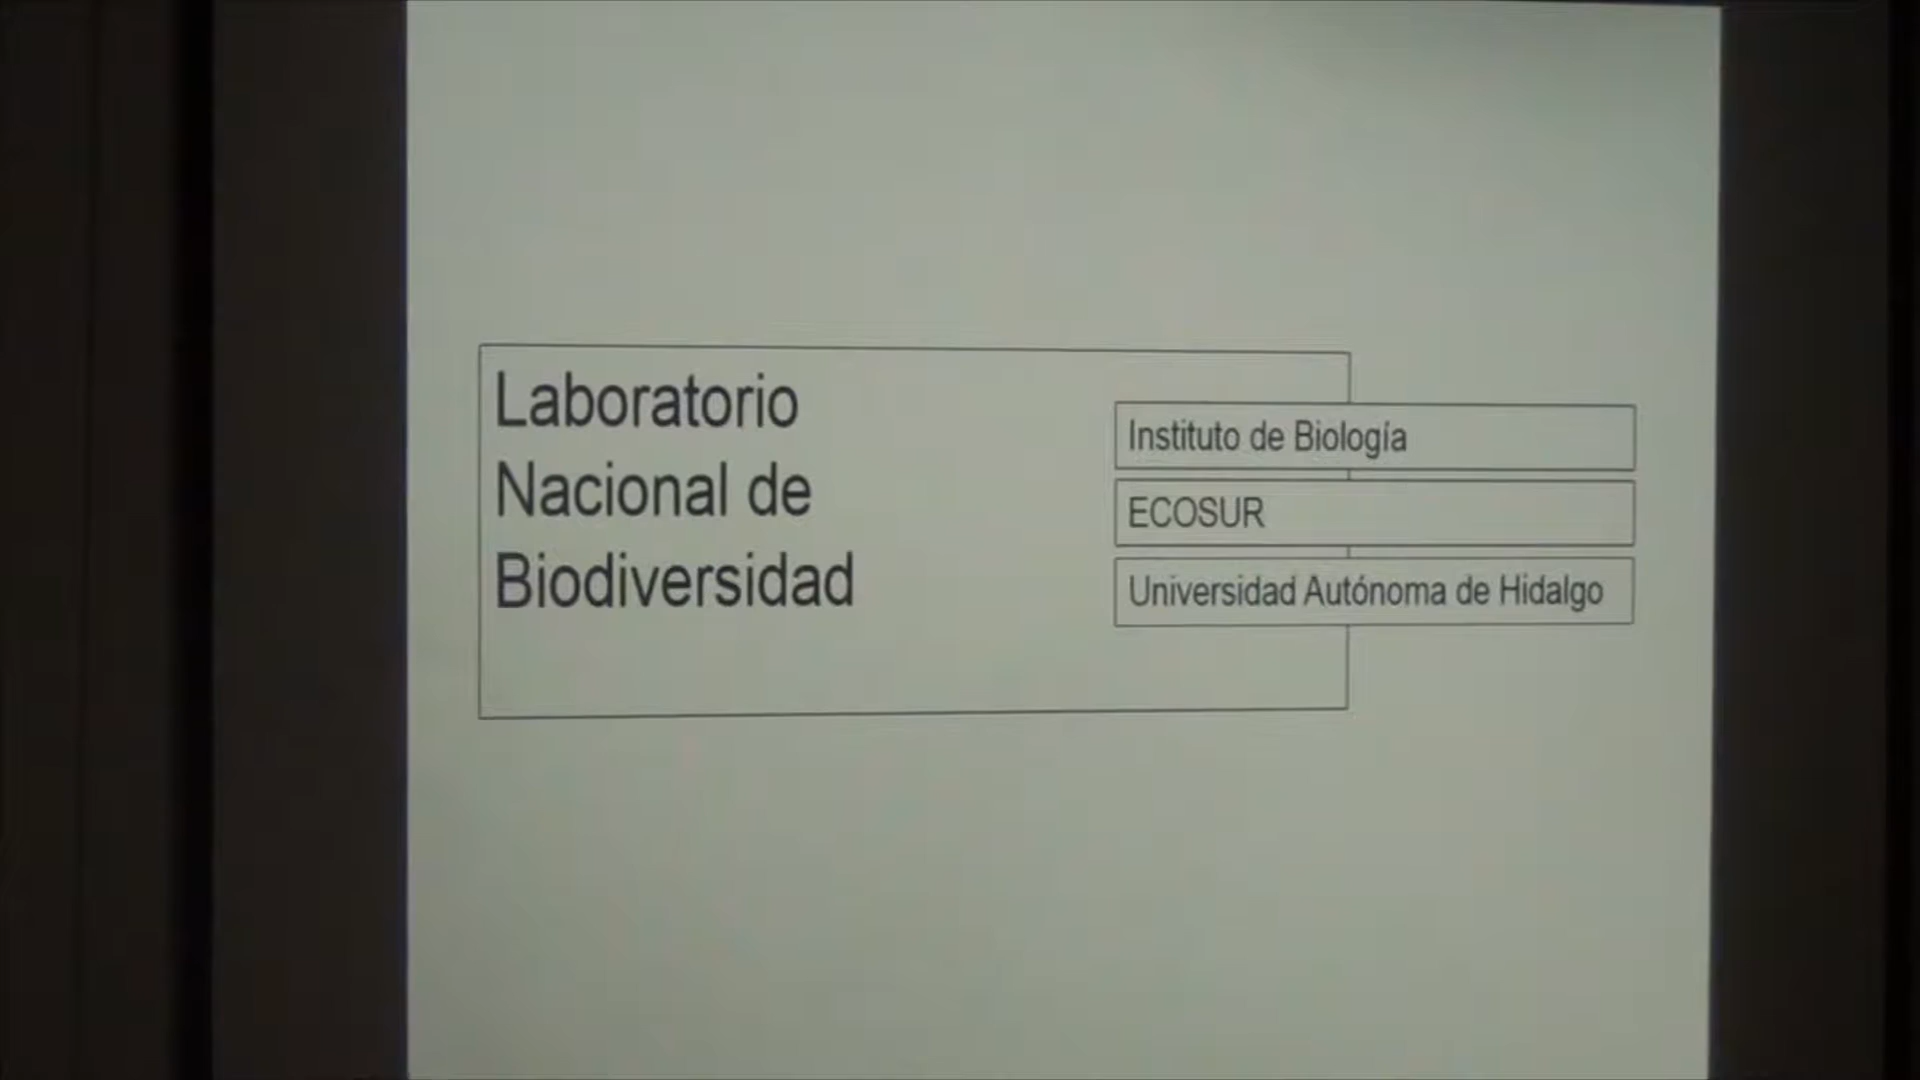 Laboratorio
Nacional de
Biodiversidad
Instituto de Biología
ECOSUR
Universidad Autónoma de Hidalgo